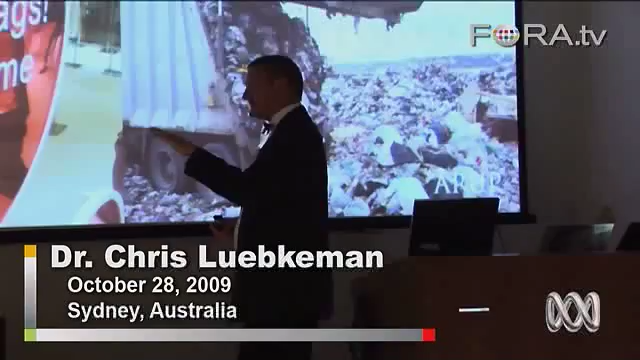 ags!
me
FORA.tv
ARUP
Dr. Chris Luebkeman
October 28, 2009
Sydney, Australia